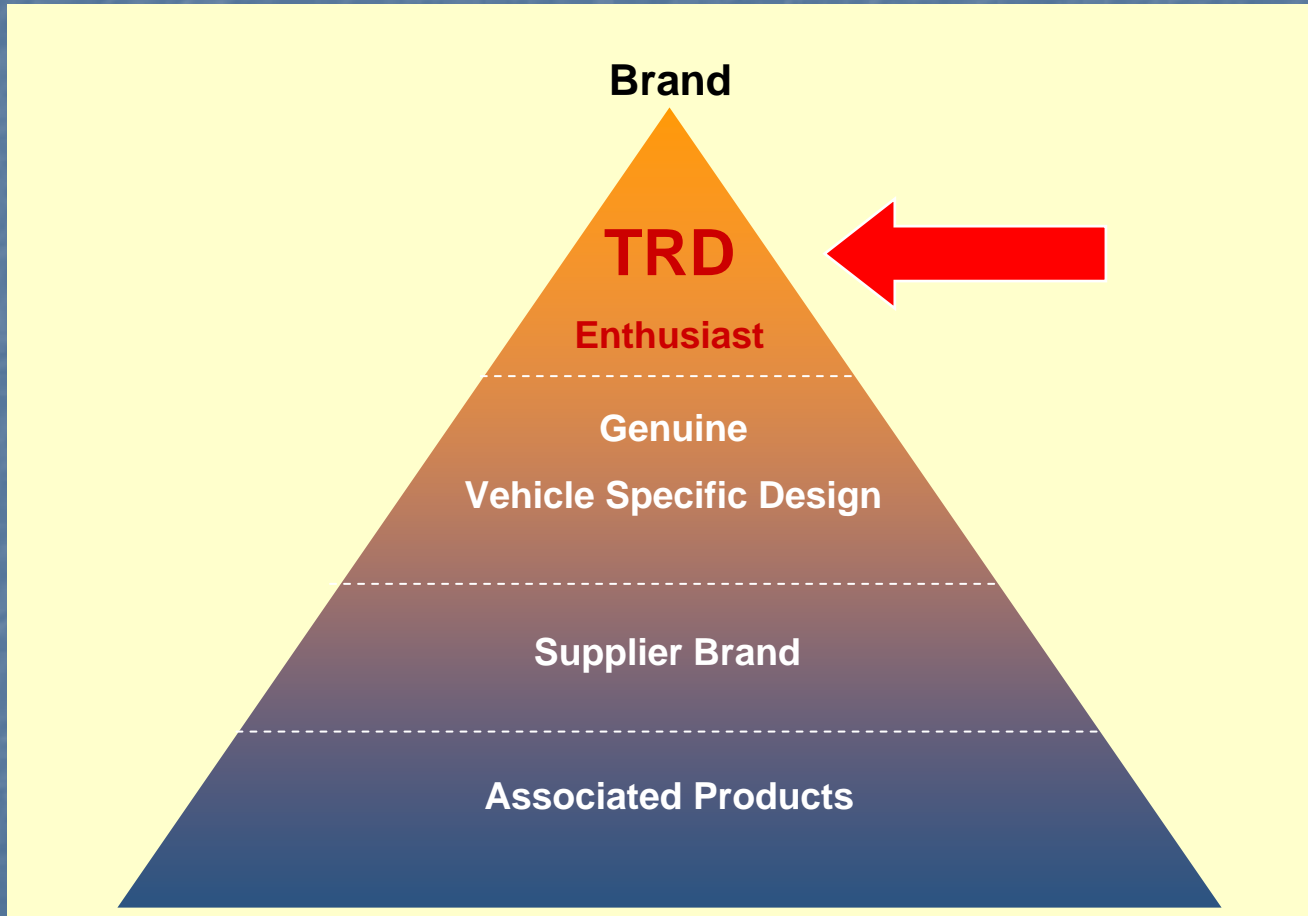 Brand
TRD
Enthusiast
Genuine
Vehicle Specific Design
Supplier Brand
Associated Products